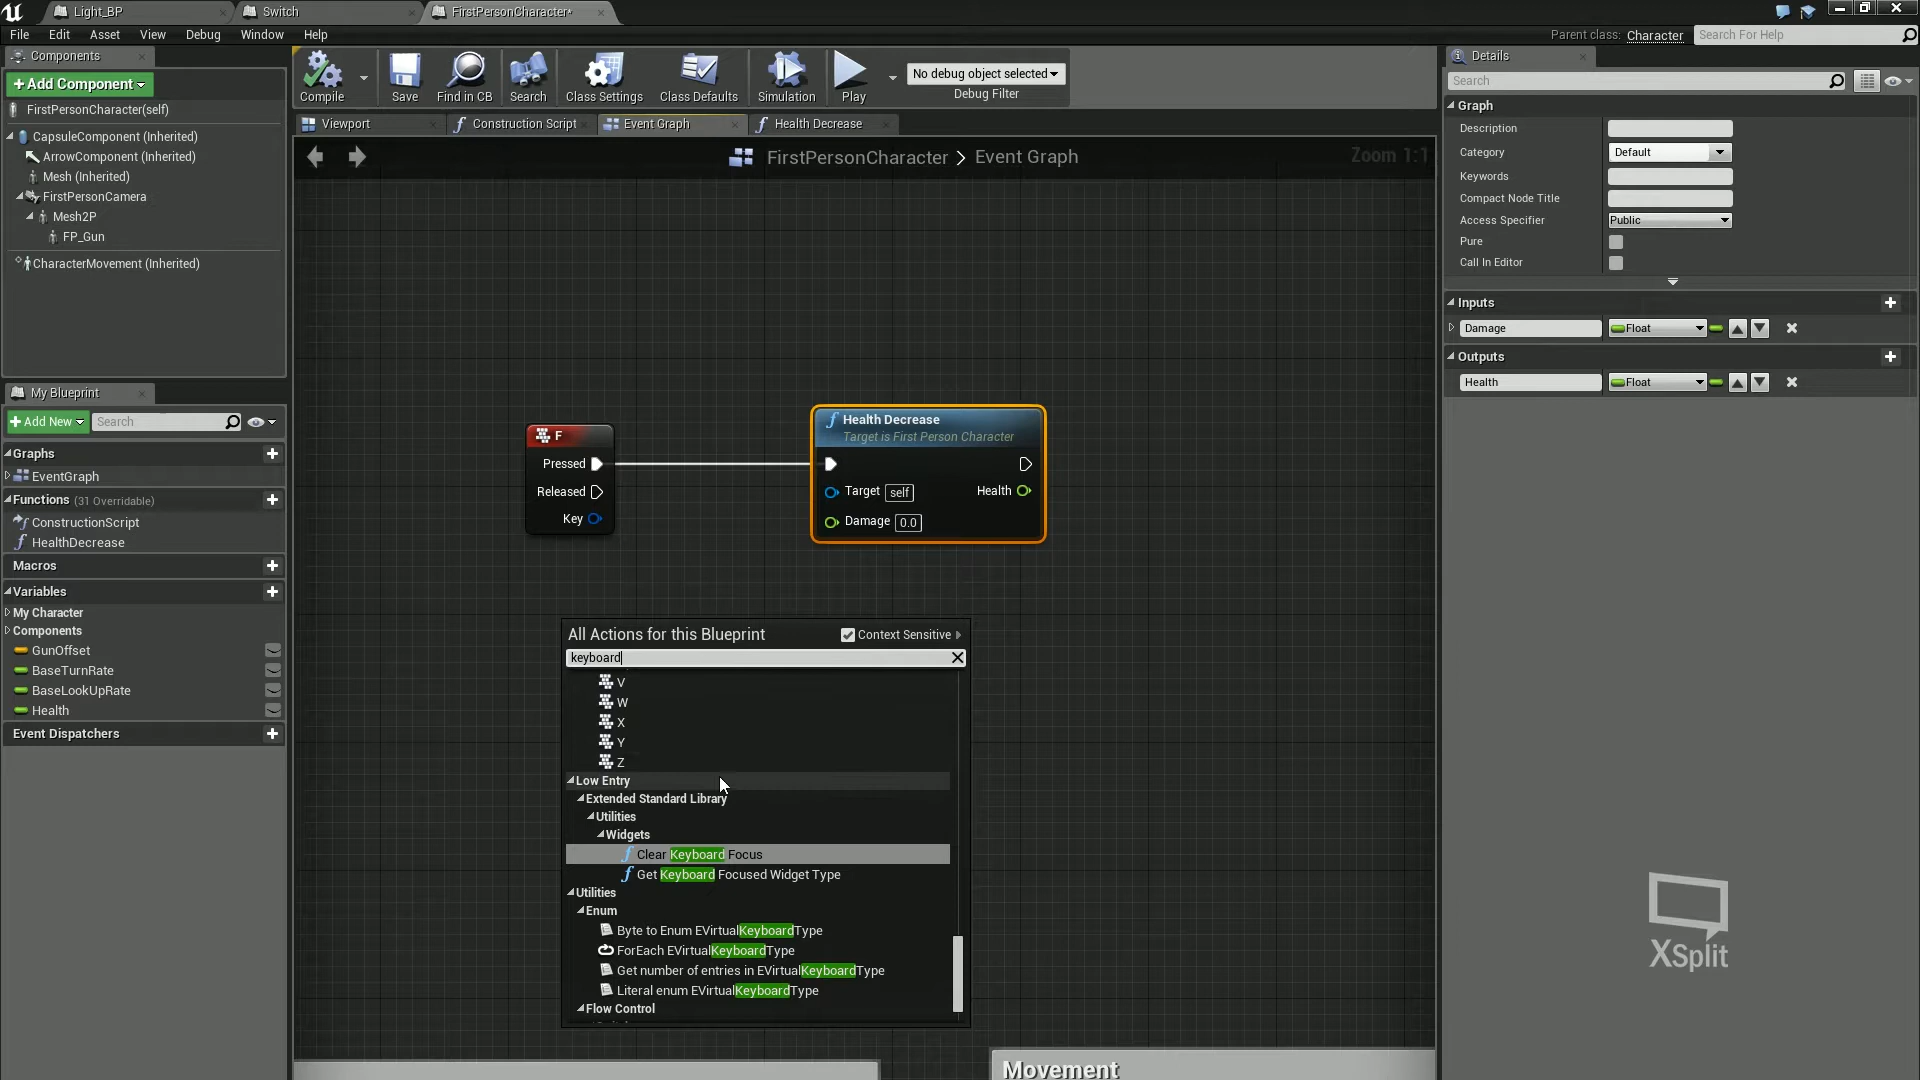 Light_BP
Switch
FirstPersonCharacter*
File Edit Asset View Debug Window Help
Parent class: Character
Search For Help
Components
+ Add Component
FirstPersonCharacter(self)
CapsuleComponent (Inherited)
ArrowComponent (Inherited)
Mesh (Inherited)
FirstPersonCamera
Mesh2P
FP_Gun
CharacterMovement (Inherited)
Compile
Save
Find in CB
Search
Class Settings
Class Defaults
Simulation
Play
No debug object selected
Debug Filter
Viewport
Construction Script
Event Graph
Health Decrease
FirstPersonCharacter > Event Graph
Zoom 1:1
My Blueprint
+ Add New
Search
Graphs
EventGraph
Functions (31 Overridable)
ConstructionScript
HealthDecrease
Macros
Variables
My Character
Components
GunOffset
BaseTurnRate
BaseLookUpRate
Health
Event Dispatchers
F
Pressed
Released
Key
Health Decrease
Target is First Person Character
Target self
Health
Damage 0.0
All Actions for this Blueprint
Context Sensitive
keyboard
V
W
X
Y
Z
Low Entry
Extended Standard Library
Utilities
Widgets
Clear Keyboard Focus
Get Keyboard Focused Widget Type
Utilities
Enum
Byte to Enum EVirtualKeyboardType
ForEach EVirtualKeyboardType
Get number of entries in EVirtualKeyboardType
Literal enum EVirtualKeyboardType
Flow Control
Movement
Details
Search
Graph
Description
Category Default
Keywords
Compact Node Title
Access Specifier Public
Pure
Call In Editor
Inputs
Damage Float
Outputs
Health Float
XSplit